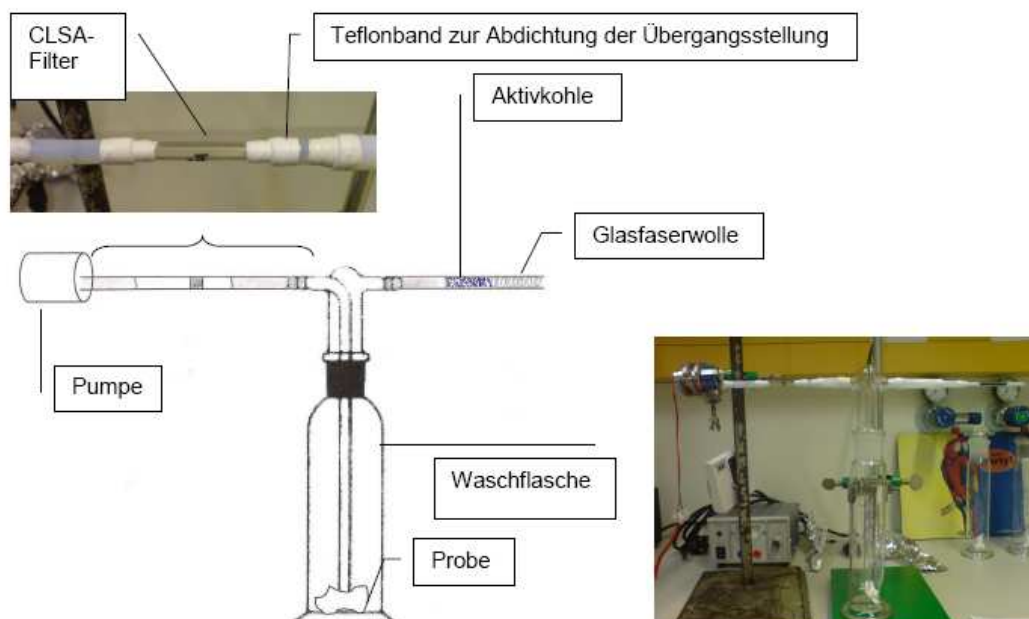 CLSA-
Filter
Teflonband zur Abdichtung der Übergangsstellung
Aktivkohle
Glasfaserwolle
Pumpe
Waschflasche
Probe